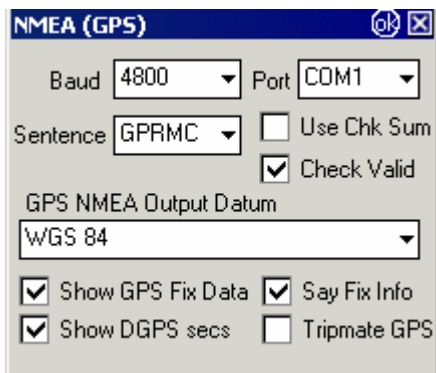 NMEA (GPS) ok
Baud 4800 Port COM1
Sentence GPRMC Use Chk Sum
Check Valid
GPS NMEA Output Datum
WGS 84
Show GPS Fix Data Say Fix Info
Show DGPS secs Tripmate GPS